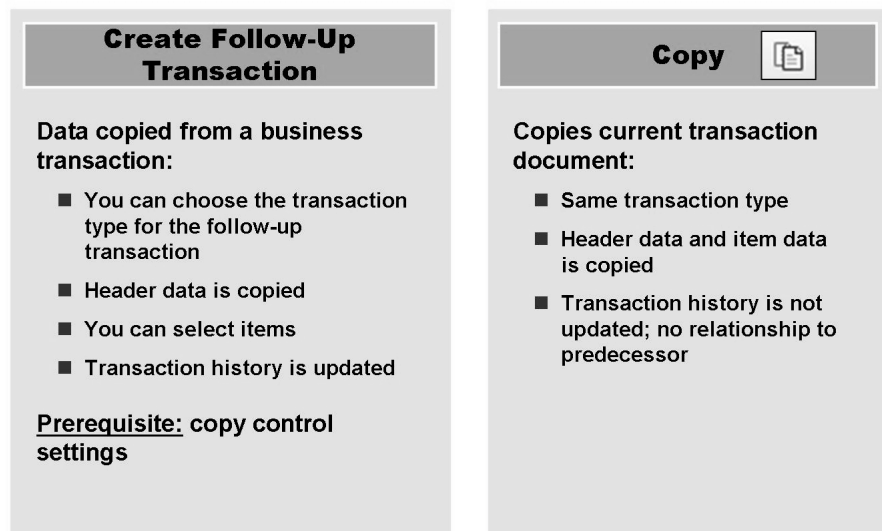 Create Follow-Up
Transaction
Data copied from a business
transaction:
You can choose the transaction
type for the follow-up
transaction
Header data is copied
You can select items
Transaction history is updated
Prerequisite: copy control
settings
Copy
Copies current transaction
document:
Same transaction type
Header data and item data
is copied
Transaction history is not
updated; no relationship to
predecessor